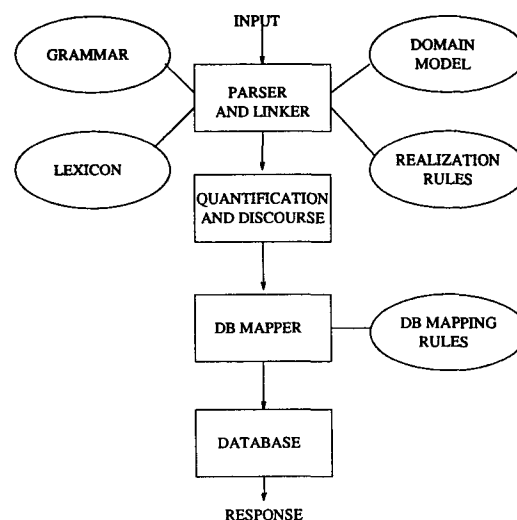 INPUT
GRAMMAR
DOMAIN
MODEL
PARSER
AND LINKER
LEXICON
REALIZATION
RULES
QUANTIFICATION
AND DISCOURSE
DB MAPPER
DB MAPPING
RULES
DATABASE
RESPONSE